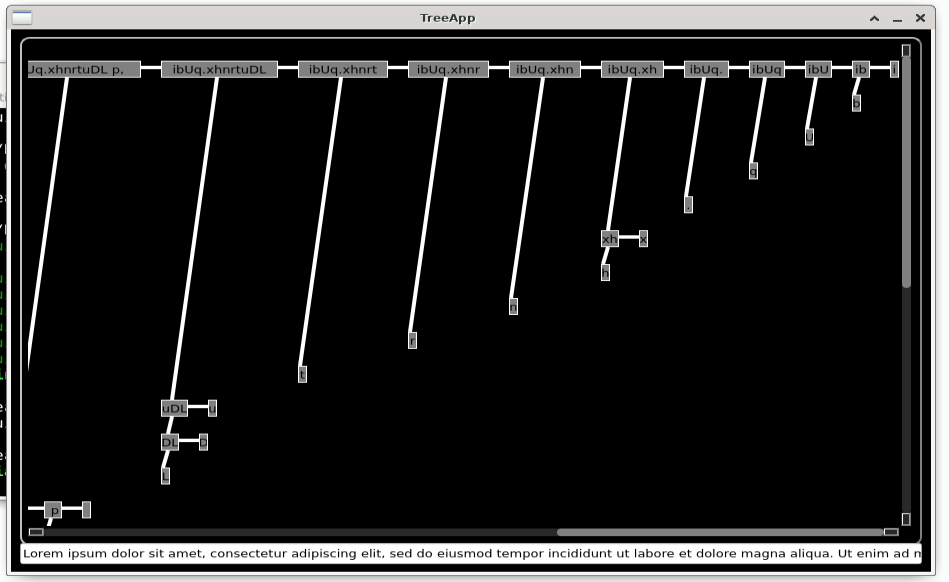 TreeApp
Uq.xhnrtuDL p, ibUq.xhnrtuDL ibUq.xhnrt ibUq.xhnr ibUq.xhn ibUq.xh ibUq. ibUq ibU ib i
b
U
q
.
xh x
h
n
r
t
uDL u
DL D
L
p
Lorem ipsum dolor sit amet, consectetur adipiscing elit, sed do eiusmod tempor incididunt ut labore et dolore magna aliqua. Ut enim ad m